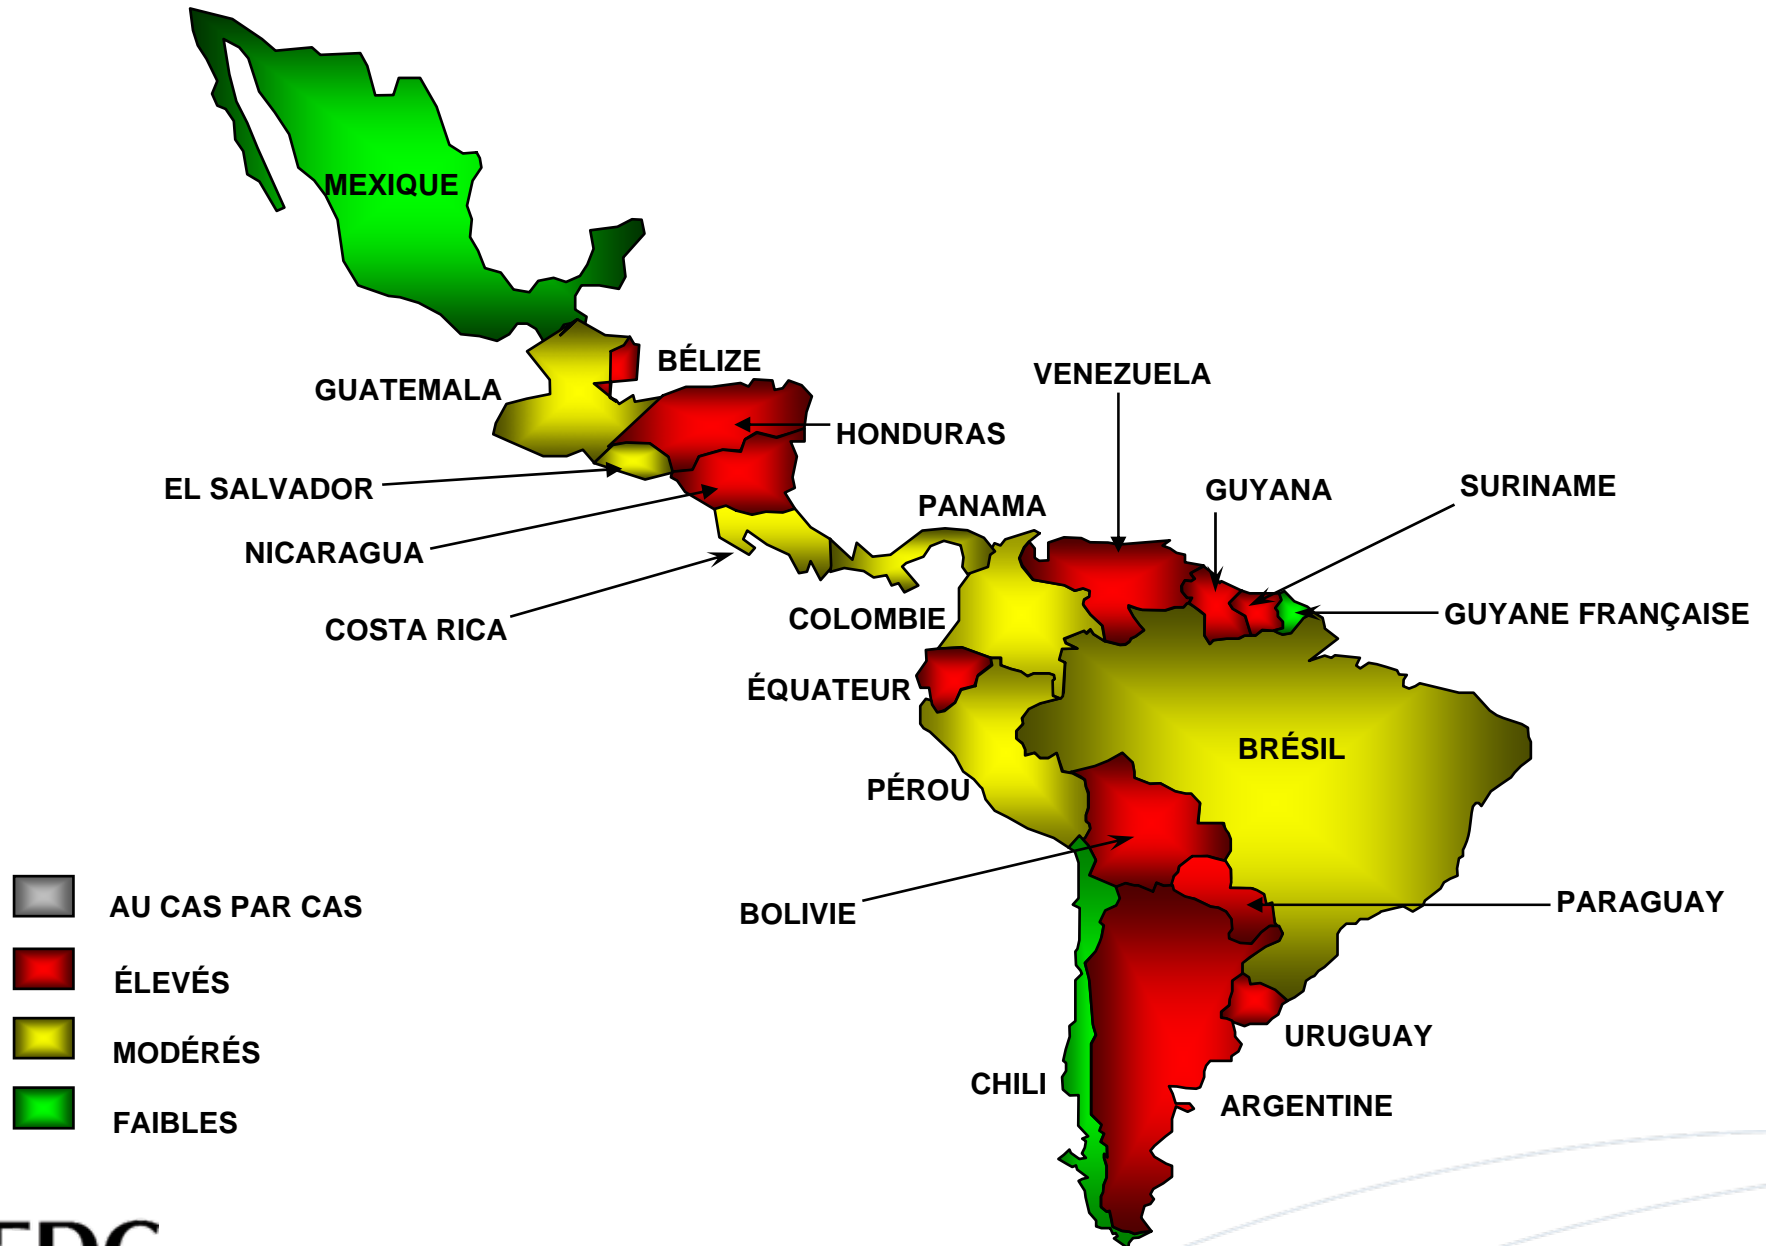 MEXIQUE
BÉLIZE
VENEZUELA
GUATEMALA
HONDURAS
EL SALVADOR
GUYANA
SURINAME
PANAMA
NICARAGUA
COSTA RICA
COLOMBIE
GUYANE FRANÇAISE
ÉQUATEUR
BRÉSIL
PÉROU
AU CAS PAR CAS
BOLIVIE
PARAGUAY
ÉLEVÉS
URUGUAY
MODÉRÉS
CHILI
ARGENTINE
FAIBLES